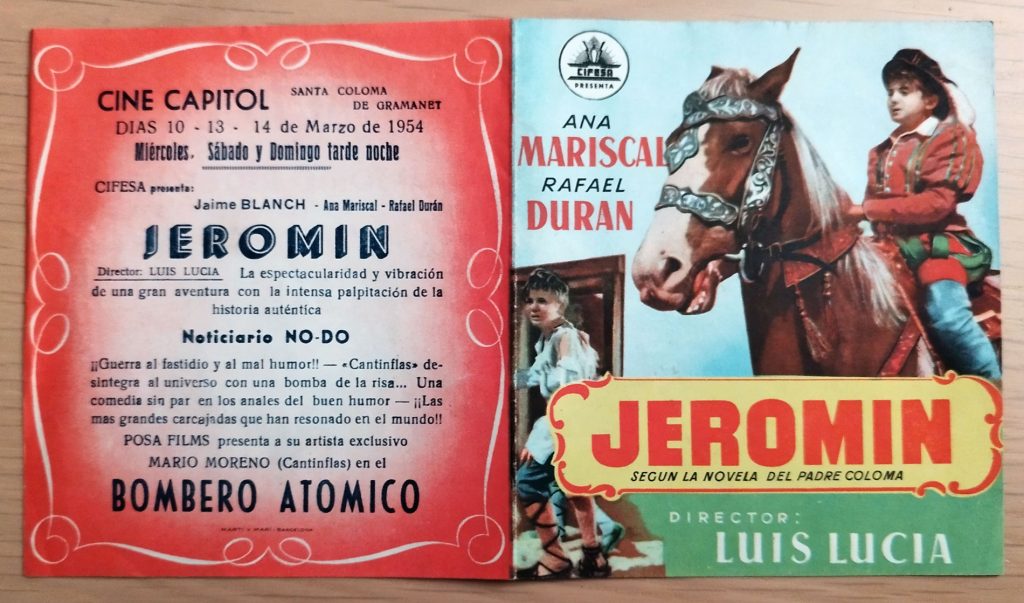 CINE CAPITOL SANTA COLOMA
DE GRAMANET
DIAS 10 - 13 - 14 de Marzo de 1954
Miércoles, Sábado y Domingo tarde noche
CIFESA presenta:
Jaime BLANCH - Ana Mariscal - Rafael Durán
JEROMIN
Director: LUIS LUCIA La espectacularidad y vibración
de una gran aventura con la intensa palpitación de la
historia auténtica
Noticiario NO-DO
¡¡Guerra al fastidio y al mal humor!! — «Cantinflas» de-
sintegra al universo con una bomba de la risa... Una
comedia sin par en los anales del buen humor — ¡¡Las
mas grandes carcajadas que han resonado en el mundo!!
POSA FILMS presenta a su artista exclusivo
MARIO MORENO (Cantinflas) en el
BOMBERO ATOMICO
MARTI Y MARI - BARCELONA
CIFESA
PRESENTA
ANA
MARISCAL
RAFAEL
DURAN
JEROMIN
SEGUN LA NOVELA DEL PADRE COLOMA
DIRECTOR:
LUIS LUCIA